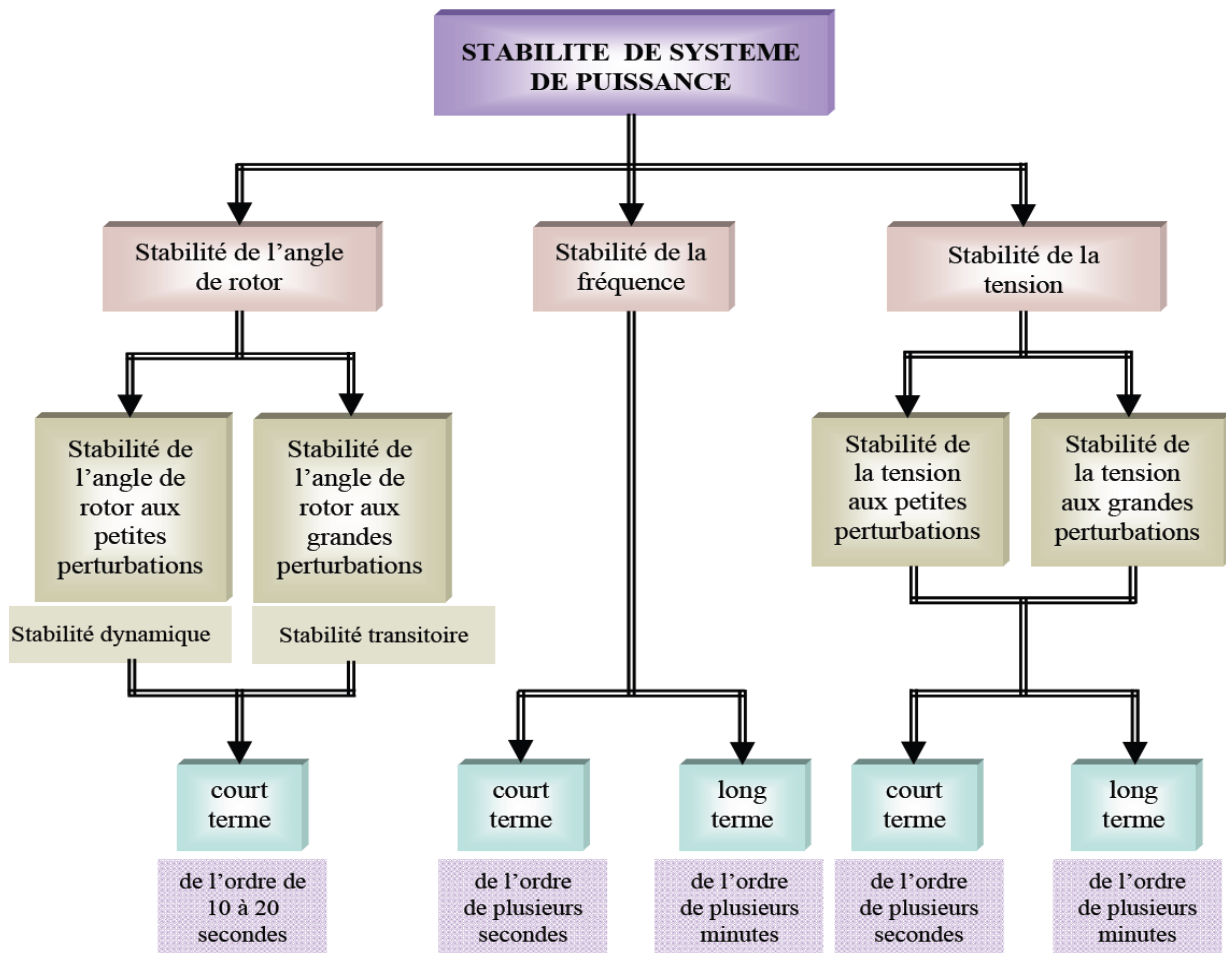 STABILITE DE SYSTEME
DE PUISSANCE
Stabilité de l’angle
de rotor
Stabilité de la
fréquence
Stabilité de la
tension
Stabilité de
l’angle de
rotor aux
petites
perturbations
Stabilité de
l’angle de
rotor aux
grandes
perturbations
Stabilité de
la tension
aux petites
perturbations
Stabilité de
la tension
aux grandes
perturbations
Stabilité dynamique
Stabilité transitoire
court
terme
court
terme
long
terme
court
terme
long
terme
de l’ordre de
10 à 20
secondes
de l’ordre
de plusieurs
secondes
de l’ordre
de plusieurs
minutes
de l’ordre
de plusieurs
secondes
de l’ordre
de plusieurs
minutes